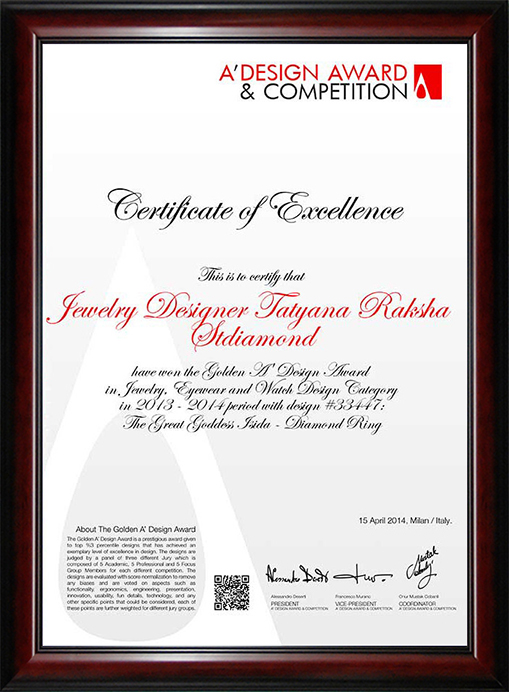 A'DESIGN AWARD
& COMPETITION
Certificate of Excellence
This is to certify that
Jewelry Designer Tatyana Raksha
Stdiamond
have won the Golden A' Design Award
in Jewelry, Eyewear and Watch Design Category
in 2013 - 2014 period with design #33447:
The Great Goddess Isida - Diamond Ring
15 April 2014, Milan / Italy.
About The Golden A' Design Award
The Golden A' Design Award is a prestigious award given
to top %3 percentile designs that has achieved an
exemplary level of excellence in design. The designs are
judged by a panel of three different Jury which is
composed of 5 Academic, 5 Professional and 5 Focus
Group Members for each different competition. The
designs are evaluated with score normalization to remove
any biases and are voted on aspects such as
functionality, ergonomics, engineering, presentation,
innovation, usability, fun details, technology, and any
other specific points that could be considered, each of
these points are further weighted for different jury groups.
Alessandro Deserti
PRESIDENT
A' DESIGN AWARD & COMPETITION
Francesco Murano
VICE-PRESIDENT
A' DESIGN AWARD & COMPETITION
Onur Mustak Cobanli
COORDINATOR
A' DESIGN AWARD & COMPETITION